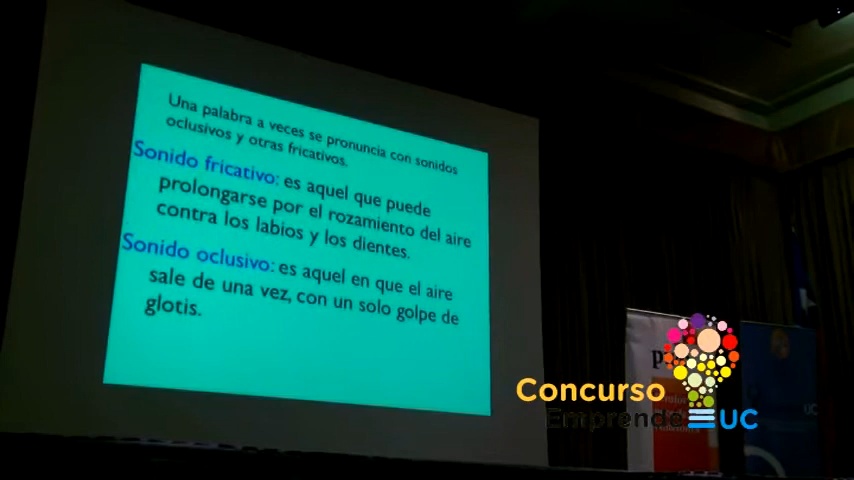 Una palabra a veces se pronuncia con sonidos
oclusivos y otras fricativos.
Sonido fricativo: es aquel que puede
prolongarse por el rozamiento del aire
contra los labios y los dientes.
Sonido oclusivo: es aquel en que el aire
sale de una vez, con un solo golpe de
glotis.
Concurso
Emprende UC